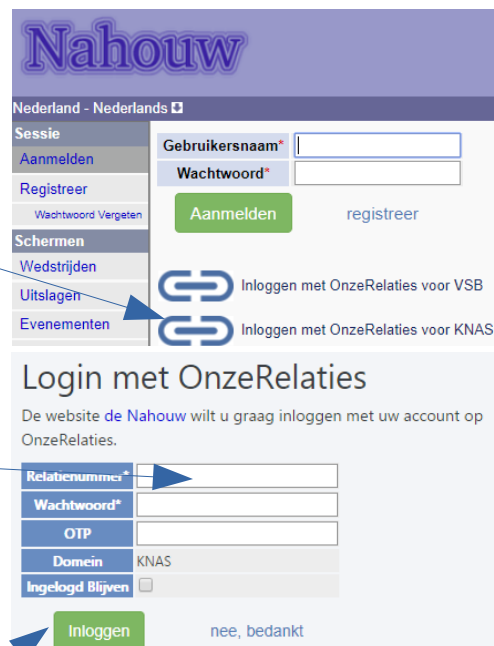 Nahouw
Nederland - Nederlands
Sessie
Aanmelden
Registreer
Wachtwoord Vergeten
Schermen
Wedstrijden
Uitslagen
Evenementen
Gebruikersnaam*
Wachtwoord*
Aanmelden registreer
Inloggen met OnzeRelaties voor VSB
Inloggen met OnzeRelaties voor KNAS
Login met OnzeRelaties
De website de Nahouw wilt u graag inloggen met uw account op
OnzeRelaties.
Relatienummer*
Wachtwoord*
OTP
Domein KNAS
Ingelogd Blijven
Inloggen nee, bedankt